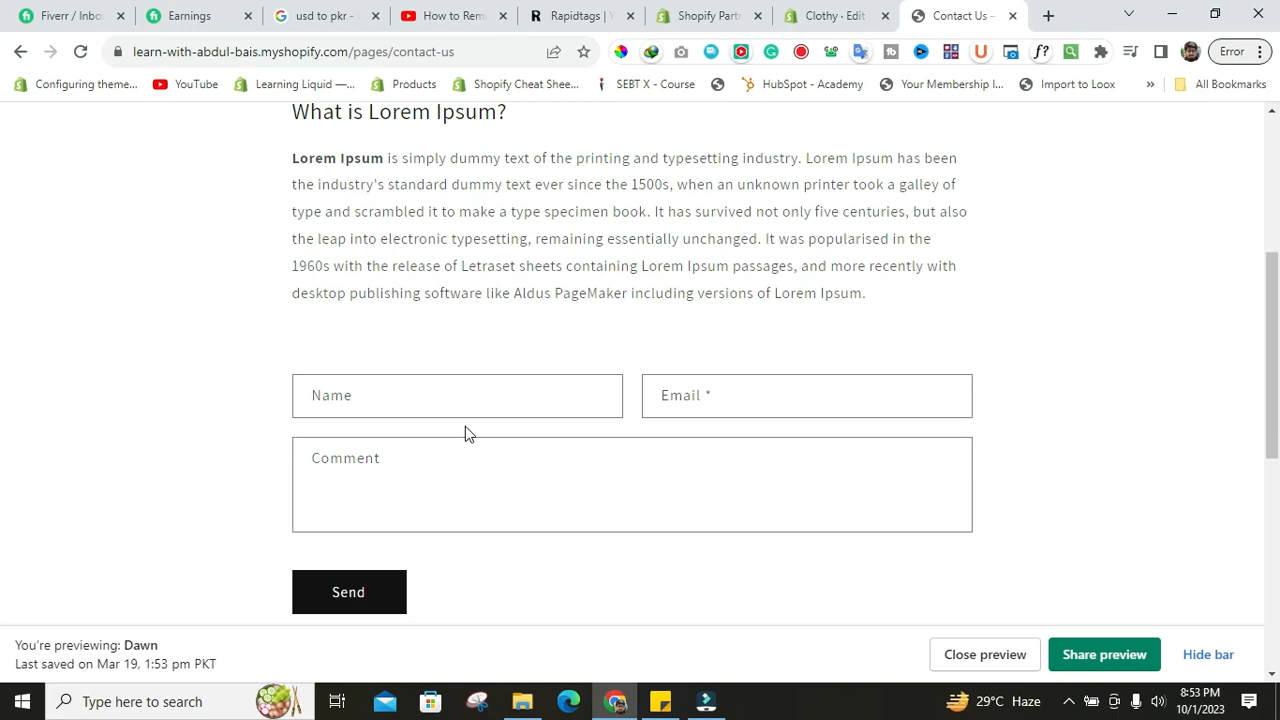 Fiverr / Inbo
Earnings
usd to pkr -
How to Rem
Rapidtags | Y
Shopify Part
Clothy · Edit
Contact Us –
learn-with-abdul-bais.myshopify.com/pages/contact-us
Error
Configuring theme...
YouTube
Learning Liquid —...
Products
Shopify Cheat Shee...
SEBT X - Course
HubSpot - Academy
Your Membership I...
Import to Loox
»
All Bookmarks
What is Lorem Ipsum?
Lorem Ipsum is simply dummy text of the printing and typesetting industry. Lorem Ipsum has been
the industry's standard dummy text ever since the 1500s, when an unknown printer took a galley of
type and scrambled it to make a type specimen book. It has survived not only five centuries, but also
the leap into electronic typesetting, remaining essentially unchanged. It was popularised in the
1960s with the release of Letraset sheets containing Lorem Ipsum passages, and more recently with
desktop publishing software like Aldus PageMaker including versions of Lorem Ipsum.
Name
Email *
Comment
Send
You're previewing: Dawn
Last saved on Mar 19, 1:53 pm PKT
Close preview
Share preview
Hide bar
Type here to search
29°C Haze
8:53 PM
10/1/2023